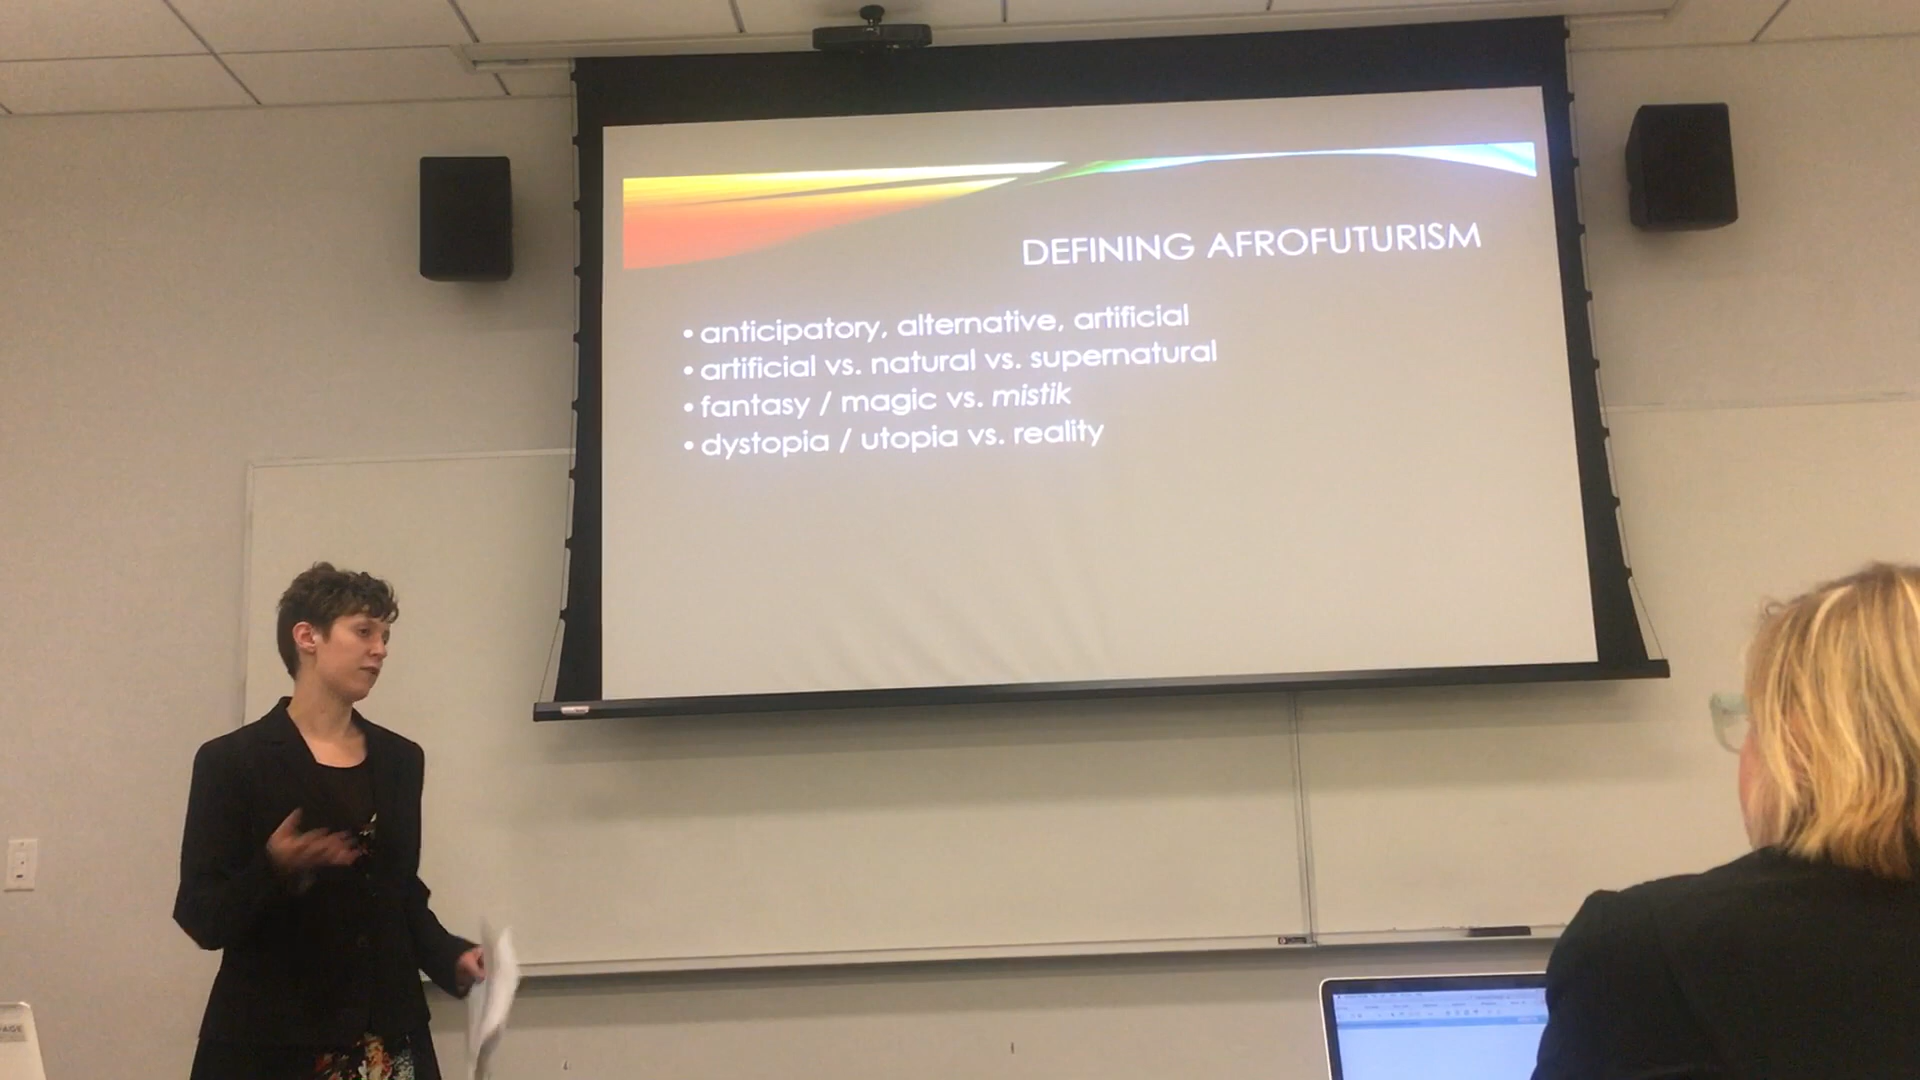 DEFINING AFROFUTURISM
• anticipatory, alternative, artificial
• artificial vs. natural vs. supernatural
• fantasy / magic vs. mistik
• dystopia / utopia vs. reality